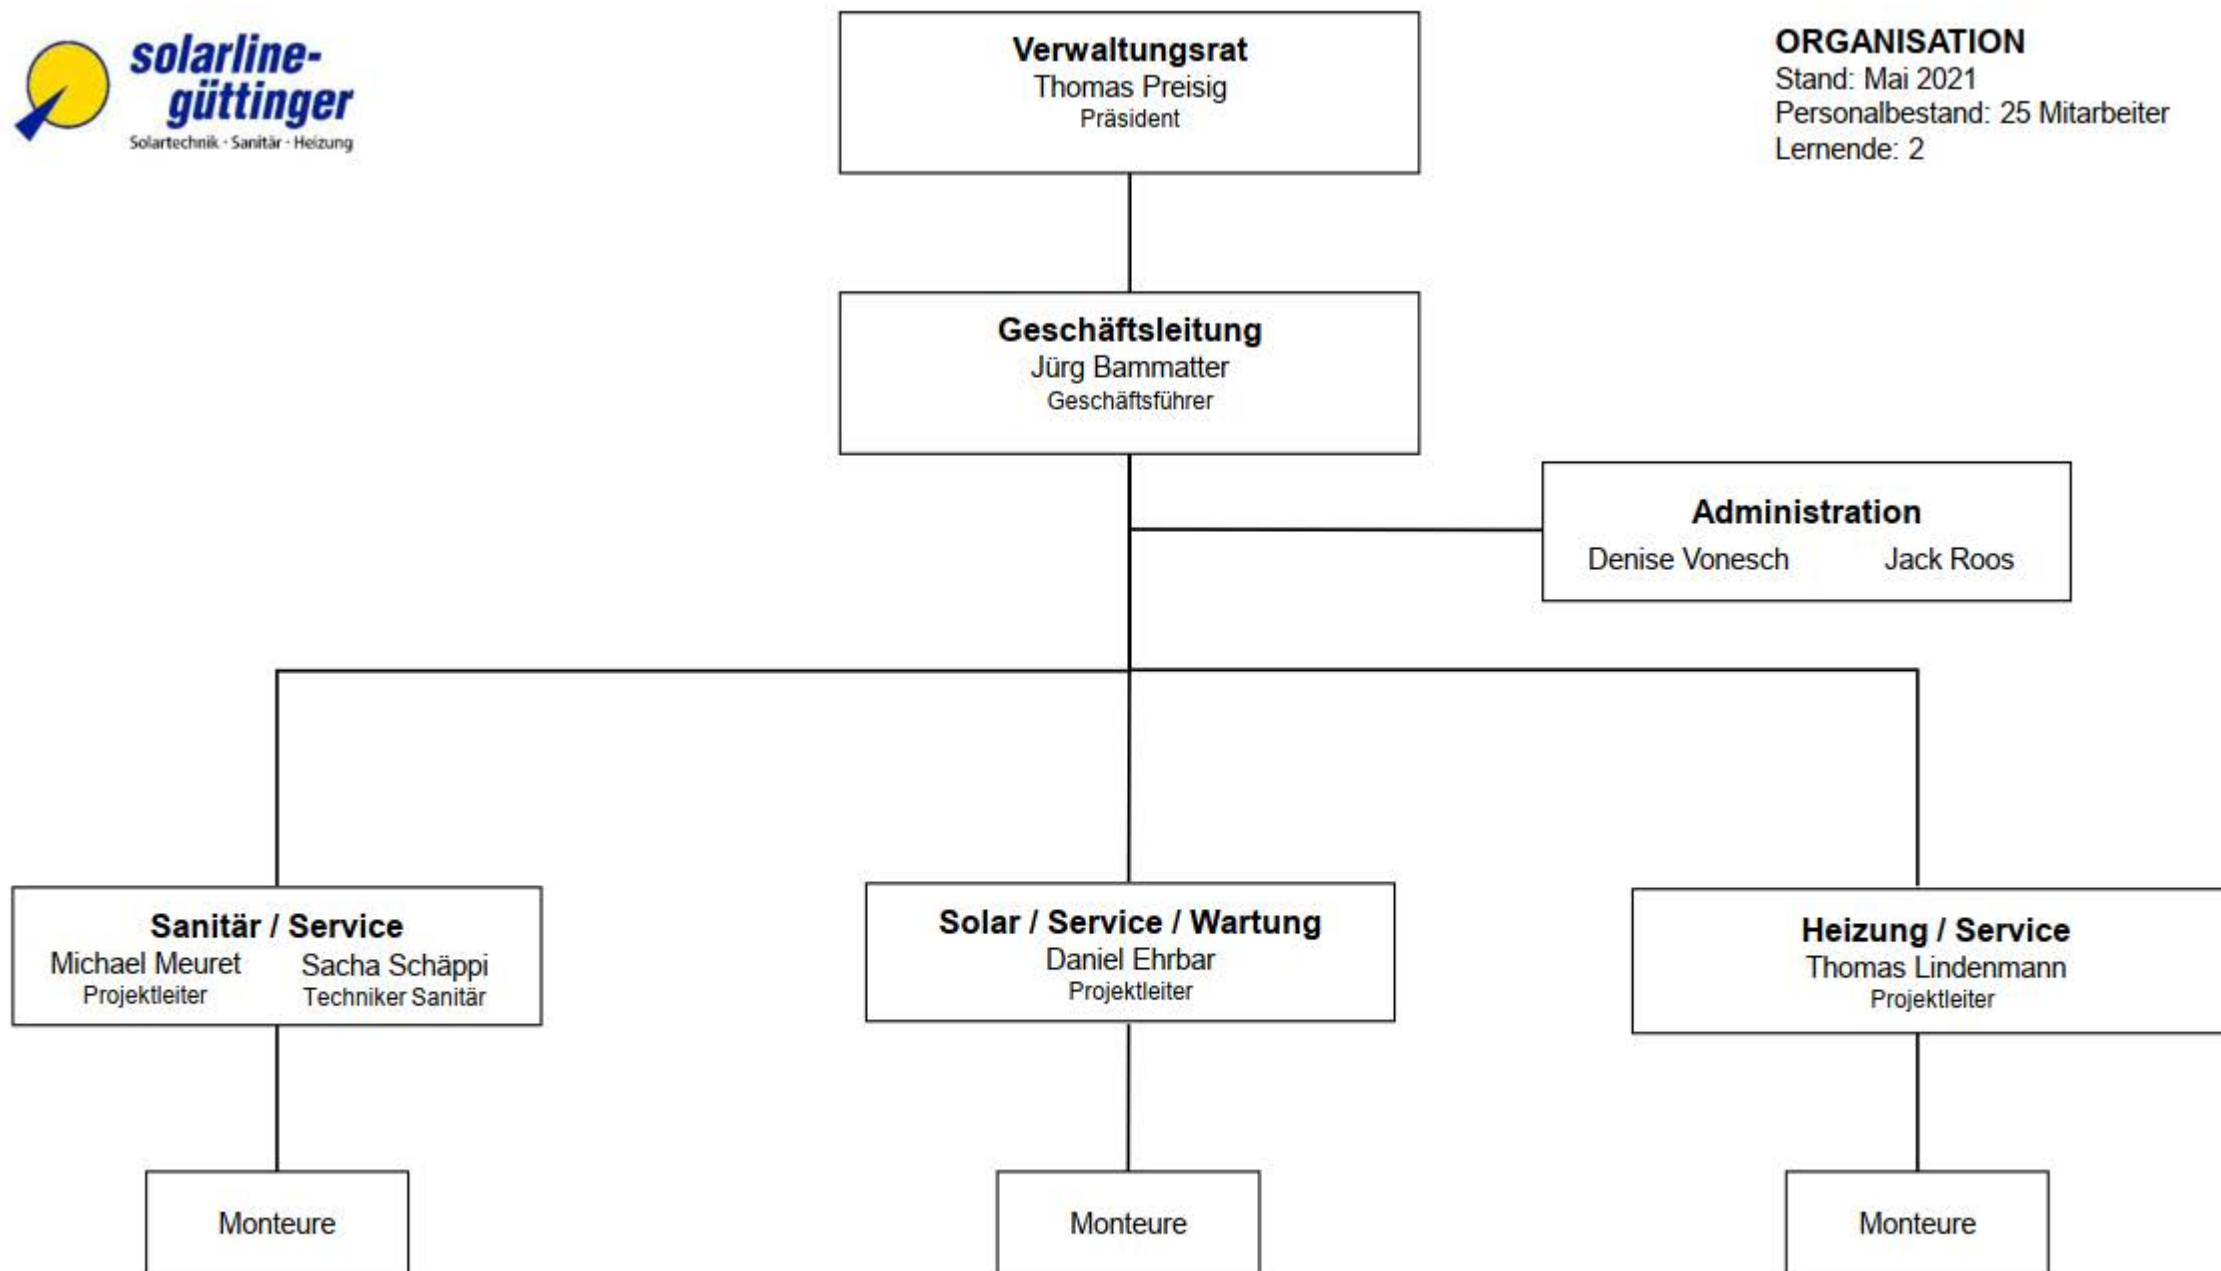 solarline-
güttinger
Solartechnik · Sanitär · Heizung
Verwaltungsrat
Thomas Preisig
Präsident
ORGANISATION
Stand: Mai 2021
Personalbestand: 25 Mitarbeiter
Lernende: 2
Geschäftsleitung
Jürg Bammatter
Geschäftsführer
Administration
Denise Vonesch Jack Roos
Sanitär / Service
Michael Meuret Sacha Schäppi
Projektleiter Techniker Sanitär
Solar / Service / Wartung
Daniel Ehrbar
Projektleiter
Heizung / Service
Thomas Lindenmann
Projektleiter
Monteure
Monteure
Monteure